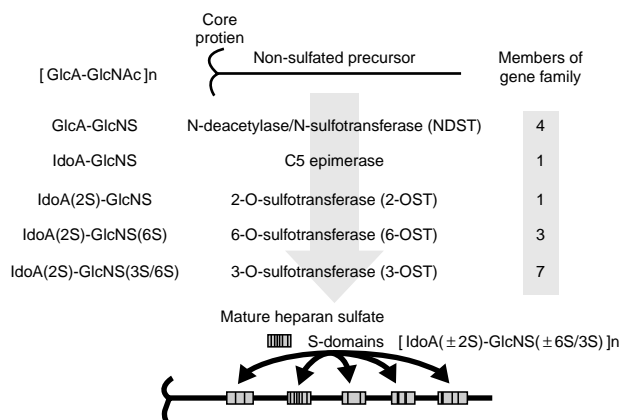 Core
protien
Non-sulfated precursor
Members of
gene family
[GlcA-GlcNAc]n
GlcA-GlcNS N-deacetylase/N-sulfotransferase (NDST) 4
IdoA-GlcNS C5 epimerase 1
IdoA(2S)-GlcNS 2-O-sulfotransferase (2-OST) 1
IdoA(2S)-GlcNS(6S) 6-O-sulfotransferase (6-OST) 3
IdoA(2S)-GlcNS(3S/6S) 3-O-sulfotransferase (3-OST) 7
Mature heparan sulfate
S-domains [IdoA(±2S)-GlcNS(±6S/3S)]n